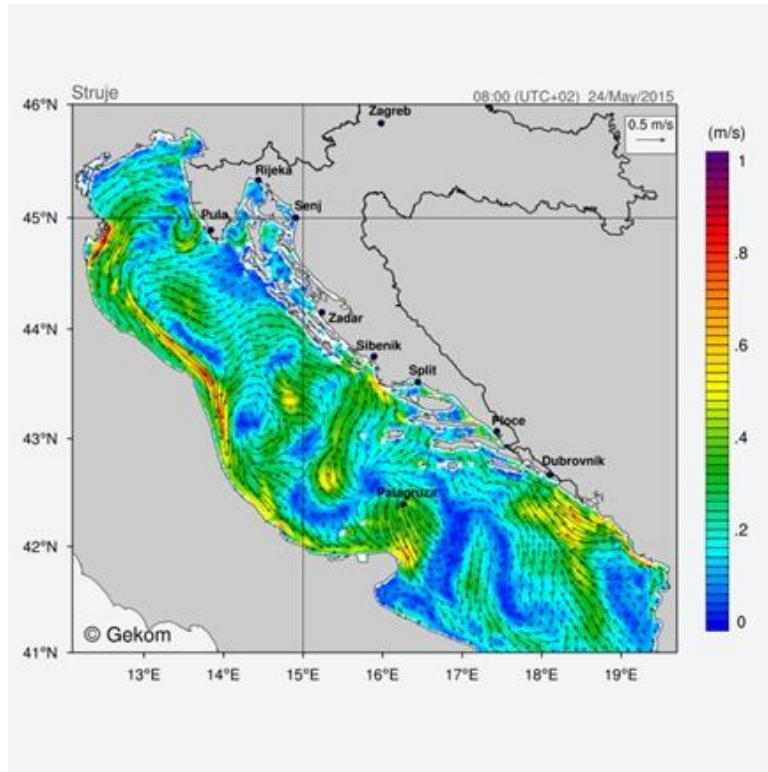 Struje
08:00 (UTC+02) 24/May/2015
46°N
Zagreb
0.5 m/s
(m/s)
1
Rijeka
45°N
Pula
Senj
.8
44°N
Zadar
Sibenik
.6
Split
43°N
Ploce
.4
Dubrovnik
Palagruza
42°N
.2
© Gekom
0
41°N
13°E 14°E 15°E 16°E 17°E 18°E 19°E